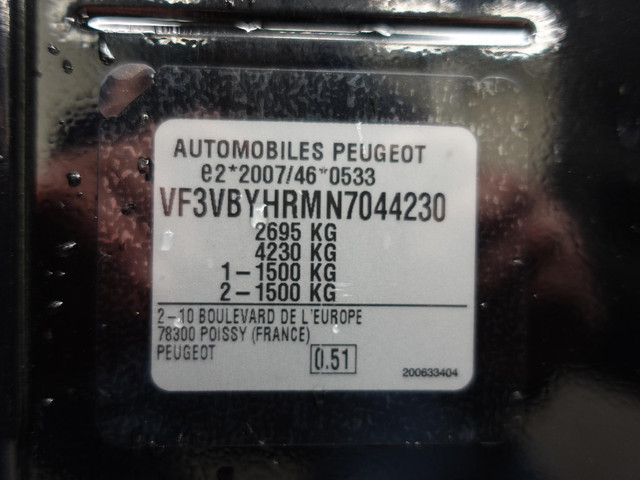 AUTOMOBILES PEUGEOT
e2*2007/46*0533
VF3VBYHRMN7044230
2695 KG
4230 KG
1-1500 KG
2-1500 KG
2-10 BOULEVARD DE L'EUROPE
78300 POISSY (FRANCE)
PEUGEOT
0.51
200633404